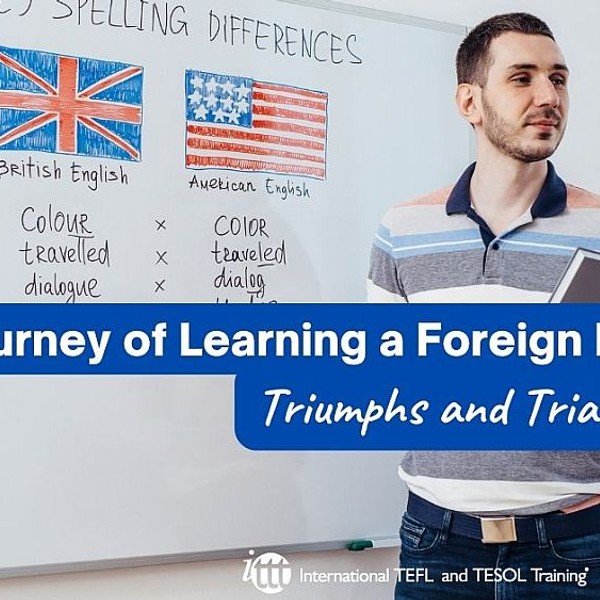 ) SPELLING DIFFERENCES
British English
American English
Colour x COLOR
travelled x traveled
dialogue x dialog
urney of Learning a Foreign
Triumphs and Tria
ittt International TEFL and TESOL Training